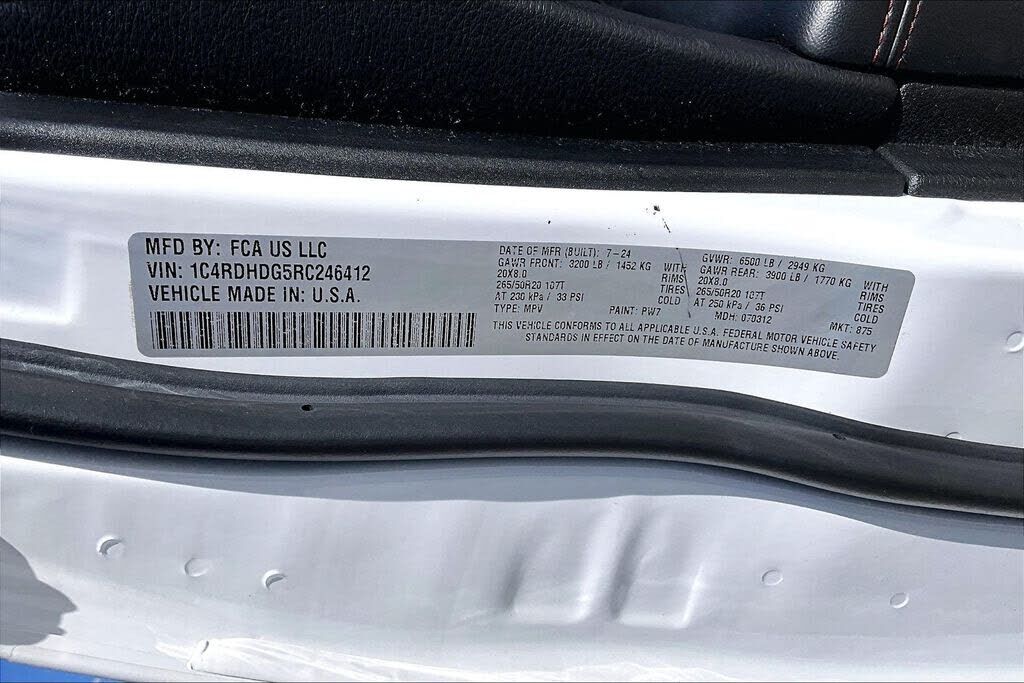 MFD BY: FCA US LLC
VIN: 1C4RDHDG5RC246412
VEHICLE MADE IN: U.S.A.
DATE OF MFR (BUILT): 7-24
GVWR: 6500 LB / 2949 KG
GAWR FRONT: 3200 LB / 1452 KG WITH
20X8.0 RIMS
265/50R20 107T TIRES
AT 230 kPa / 33 PSI COLD
GAWR REAR: 3900 LB / 1770 KG WITH
20X8.0 RIMS
265/50R20 107T TIRES
AT 250 kPa / 36 PSI COLD
TYPE: MPV PAINT: PW7 MDH: 070312 MKT: 875
THIS VEHICLE CONFORMS TO ALL APPLICABLE U.S.A. FEDERAL MOTOR VEHICLE SAFETY
STANDARDS IN EFFECT ON THE DATE OF MANUFACTURE SHOWN ABOVE.